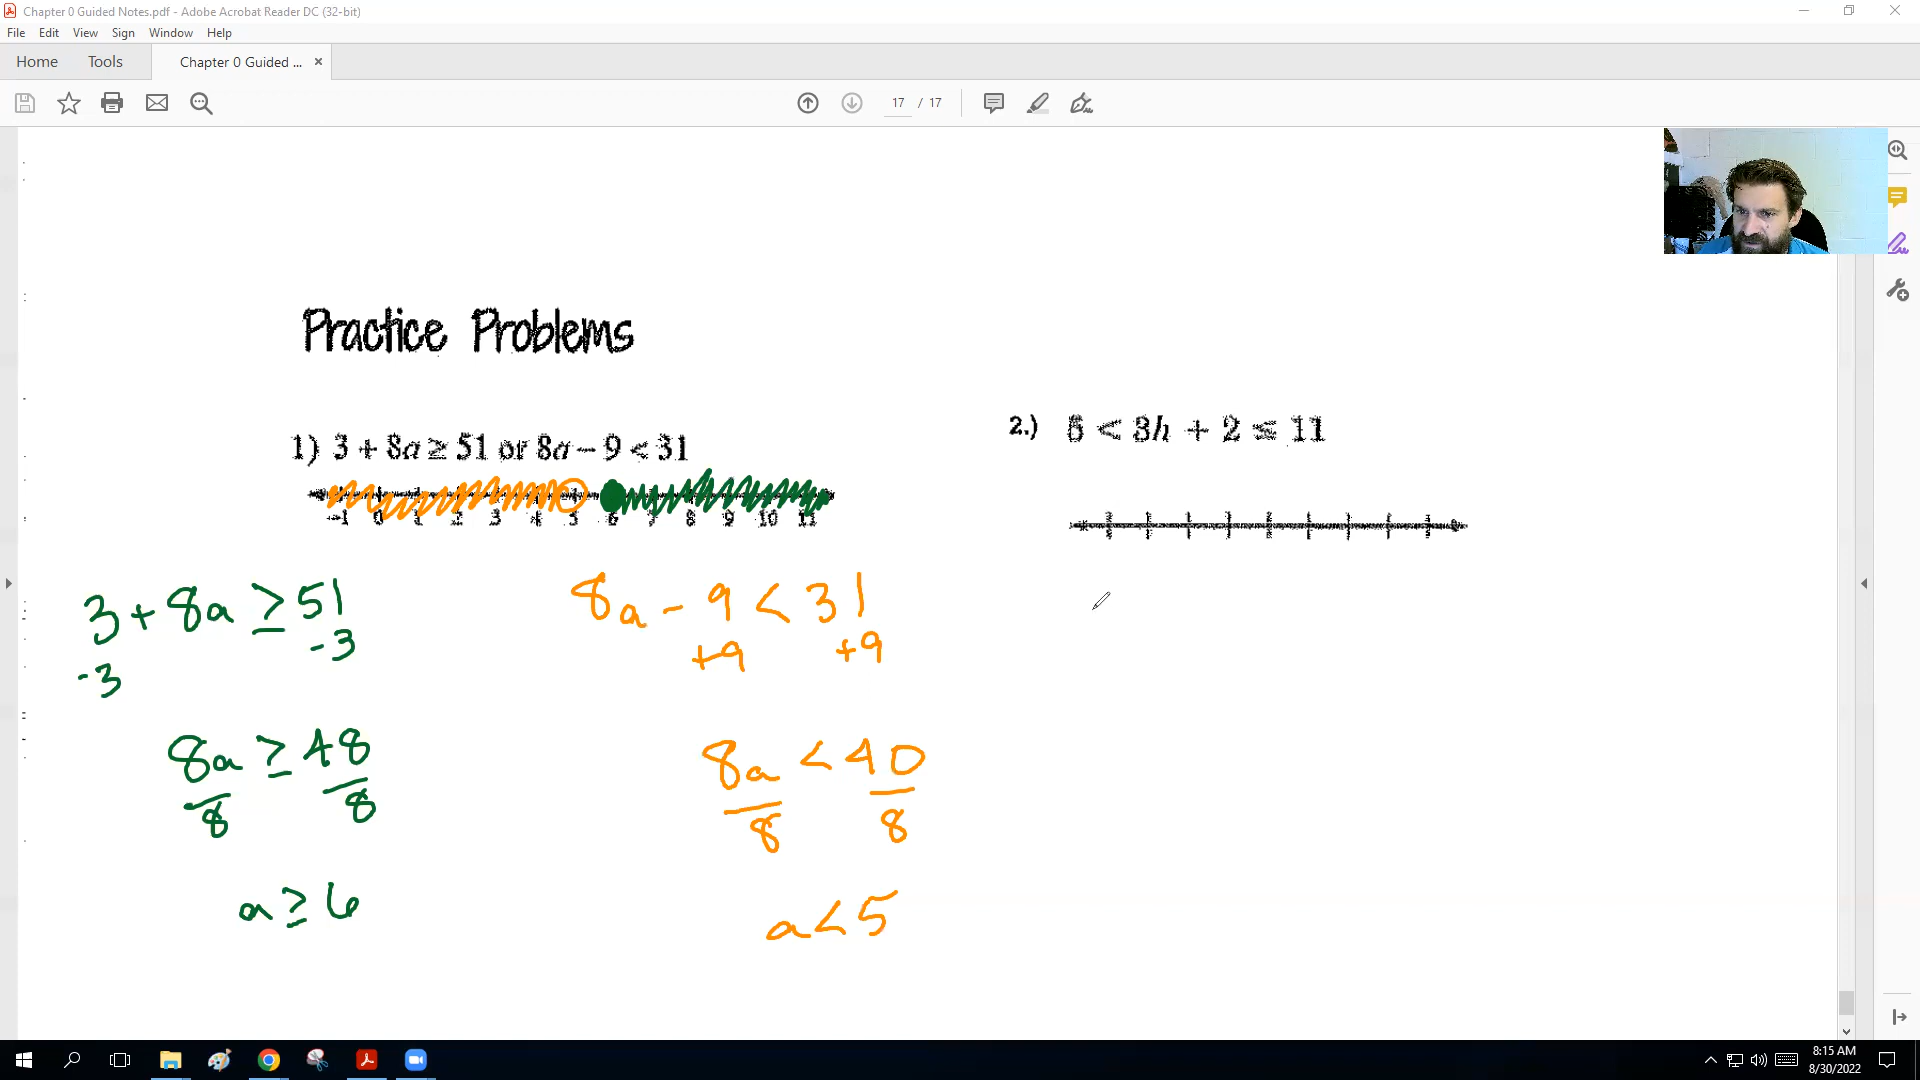 Chapter 0 Guided Notes.pdf - Adobe Acrobat Reader DC (32-bit)
File Edit View Sign Window Help
Home Tools Chapter 0 Guided ... ×
17 / 17
Practice Problems
1) 3 + 8a ≥ 51 or 8a − 9 < 31
-1 0 1 2 3 4 5 6 7 8 9 10 11
2.) 5 < 3h + 2 ≤ 11
3 + 8a ≥ 51
-3
-3
8a ≥ 48
8 8
a ≥ 6
8a - 9 < 31
+9 +9
8a < 40
8 8
a < 5
8:15 AM
8/30/2022